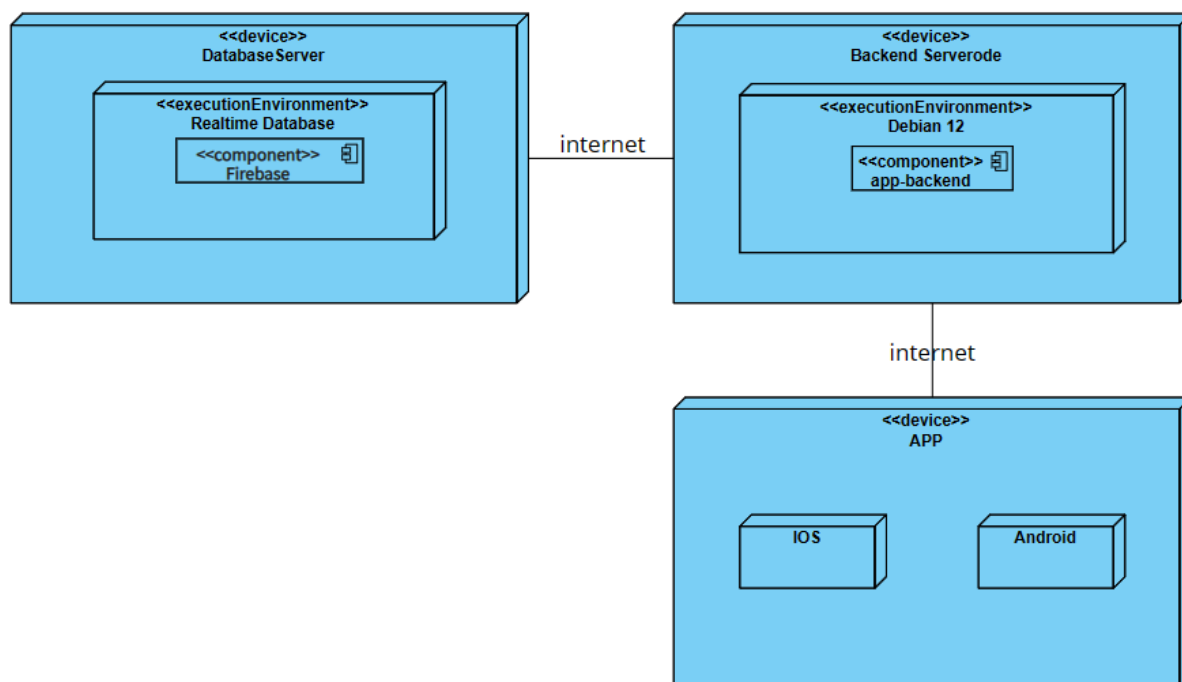 <<device>>
DatabaseServer
<<executionEnvironment>>
Realtime Database
<<component>>
Firebase
internet
<<device>>
Backend Serverode
<<executionEnvironment>>
Debian 12
<<component>>
app-backend
internet
<<device>>
APP
IOS
Android